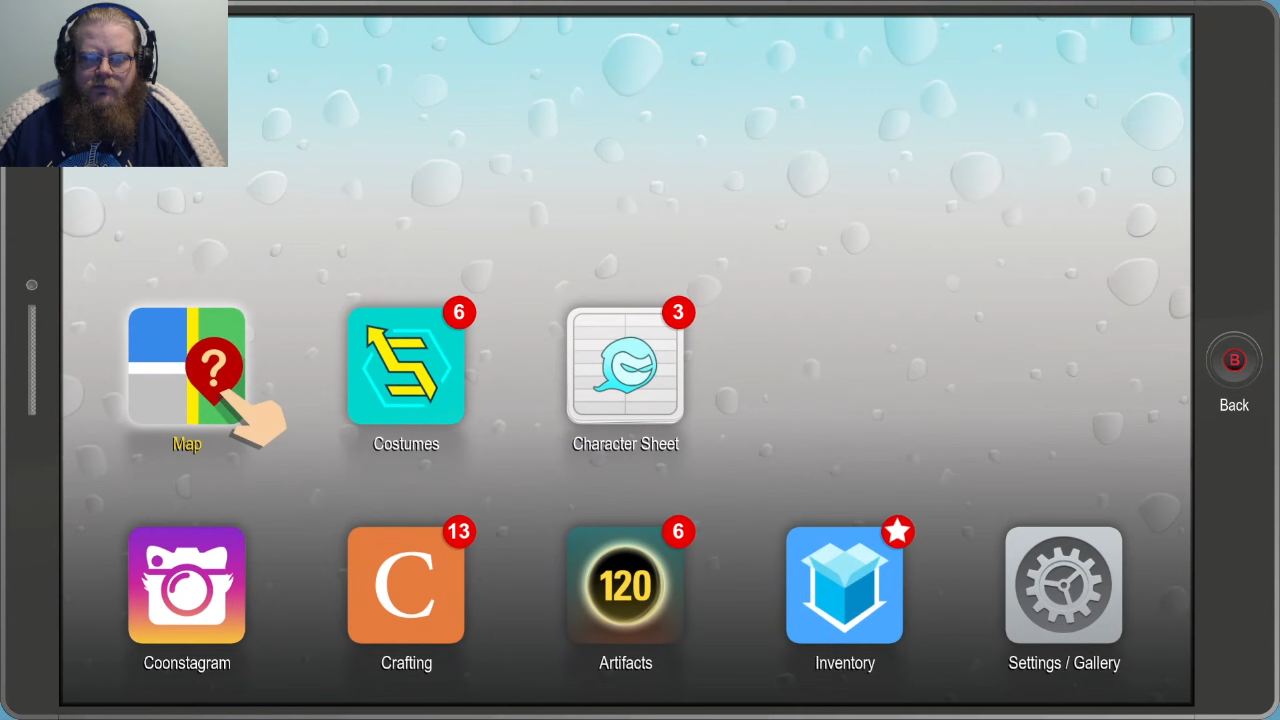 6
3
?
B
Back
Map
Costumes
Character Sheet
13
6
C
120
Coonstagram
Crafting
Artifacts
Inventory
Settings / Gallery